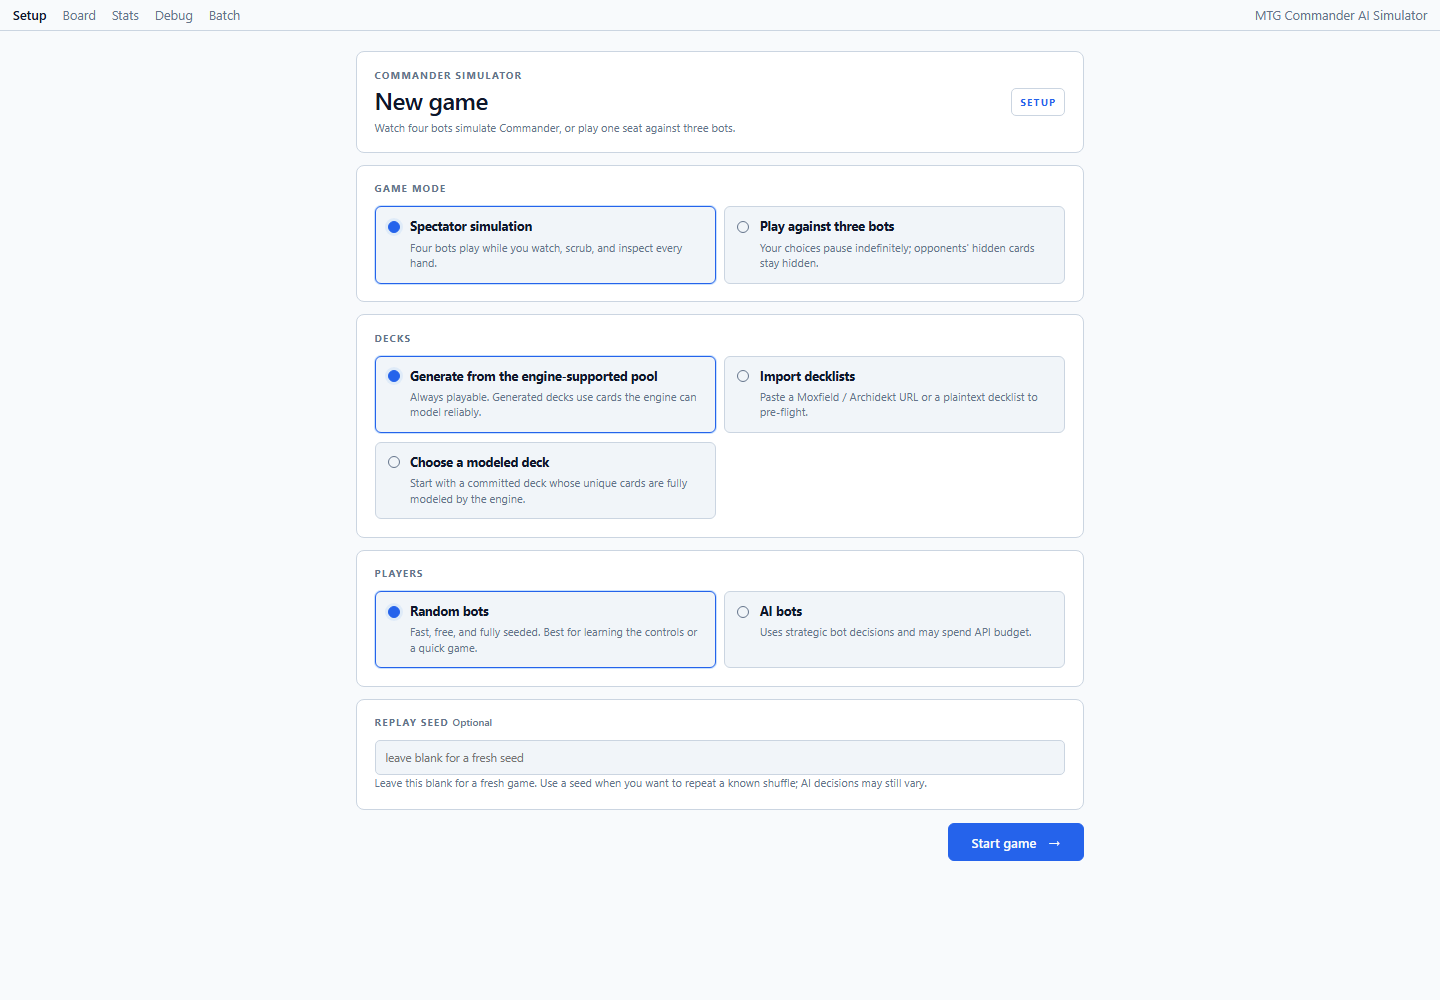 Setup Board Stats Debug Batch MTG Commander AI Simulator
COMMANDER SIMULATOR
New game
SETUP
Watch four bots simulate Commander, or play one seat against three bots.
GAME MODE
Spectator simulation
Four bots play while you watch, scrub, and inspect every
hand.
Play against three bots
Your choices pause indefinitely; opponents' hidden cards
stay hidden.
DECKS
Generate from the engine-supported pool
Always playable. Generated decks use cards the engine can
model reliably.
Import decklists
Paste a Moxfield / Archidekt URL or a plaintext decklist to
pre-flight.
Choose a modeled deck
Start with a committed deck whose unique cards are fully
modeled by the engine.
PLAYERS
Random bots
Fast, free, and fully seeded. Best for learning the controls or
a quick game.
AI bots
Uses strategic bot decisions and may spend API budget.
REPLAY SEED Optional
leave blank for a fresh seed
Leave this blank for a fresh game. Use a seed when you want to repeat a known shuffle; AI decisions may still vary.
Start game →